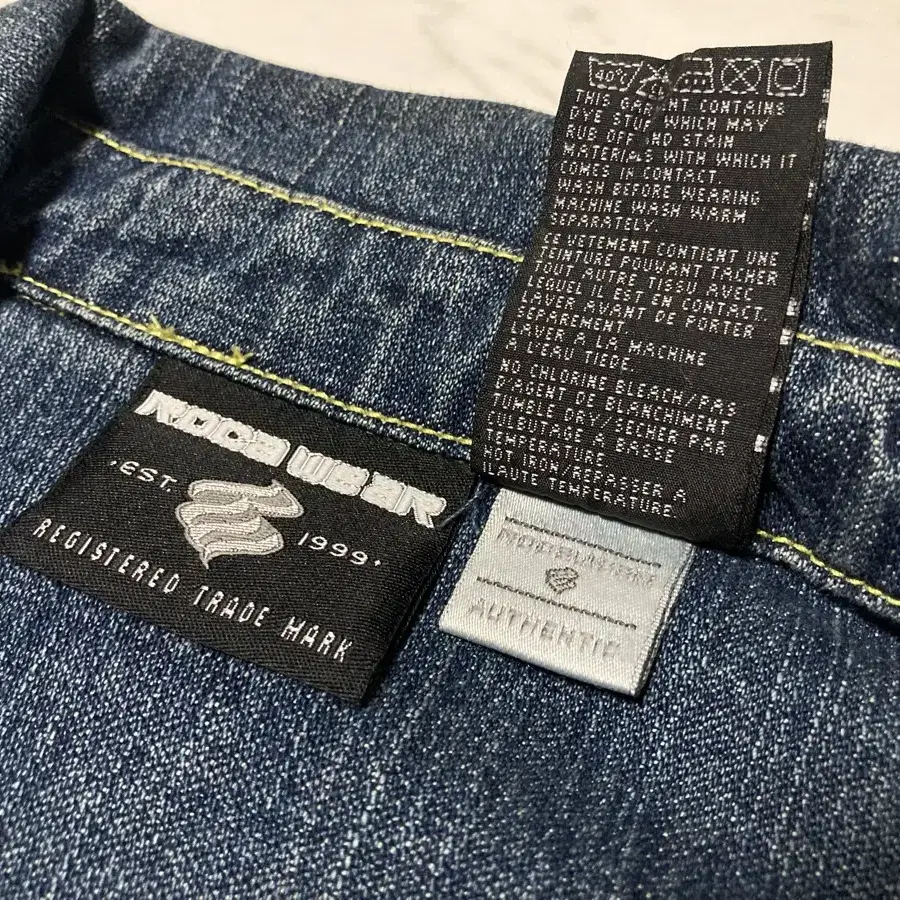 ROCA WEAR
·EST.
1999·
REGISTERED TRADE MARK
40°C
THIS GARMENT CONTAINS
DYE STUF WHICH MAY
RUB OFF AND STAIN
MATERIALS WITH WHICH IT
COMES IN CONTACT.
WASH BEFORE WEARING
MACHINE WASH WARM
SEPARATELY.
CE VETEMENT CONTIENT UNE
TEINTURE POUVANT TACHER
TOUT AUTRE TISSU AVEC
LEQUEL IL EST EN CONTACT.
LAVER AVANT DE PORTER
SEPAREMENT.
LAVER A LA MACHINE
A L'EAU TIEDE.
NO CHLORINE BLEACH/PAS
D'AGENT DE BLANCHIMENT
TUMBLE DRY/SECHER PAR
CULBUTAGE A BASSE
TEMPERATURE.
HOT IRON/REPASSER A
HAUTE TEMPERATURE.
ROCAWEAR
AUTHENTIC